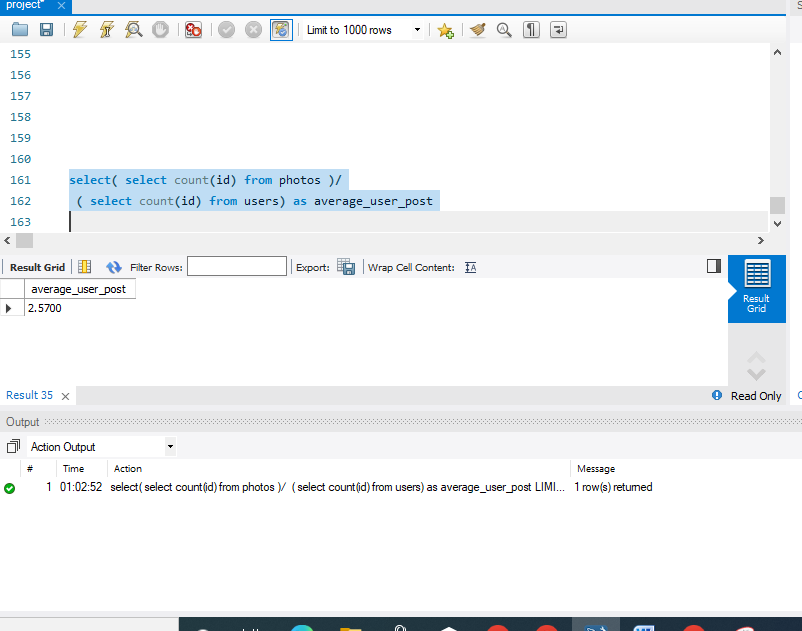 project*
Limit to 1000 rows
155
156
157
158
159
160
161 select( select count(id) from photos )/
162 ( select count(id) from users) as average_user_post
163
Result Grid Filter Rows: Export: Wrap Cell Content: IA
average_user_post
2.5700
Result
Grid
Result 35
Read Only
Output
Action Output
# Time Action Message
1 01:02:52 select( select count(id) from photos )/ ( select count(id) from users) as average_user_post LIMI... 1 row(s) returned